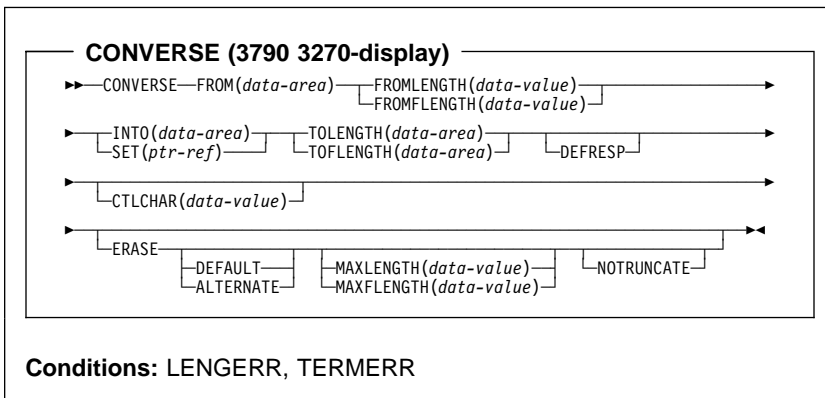 CONVERSE (3790 3270-display)
CONVERSE FROM(data-area) FROMLENGTH(data-value)
FROMFLENGTH(data-value)
INTO(data-area) TOLENGTH(data-area)
SET(ptr-ref) TOFLENGTH(data-area) DEFRESP
CTLCHAR(data-value)
ERASE
DEFAULT MAXLENGTH(data-value) NOTRUNCATE
ALTERNATE MAXFLENGTH(data-value)
Conditions: LENGERR, TERMERR